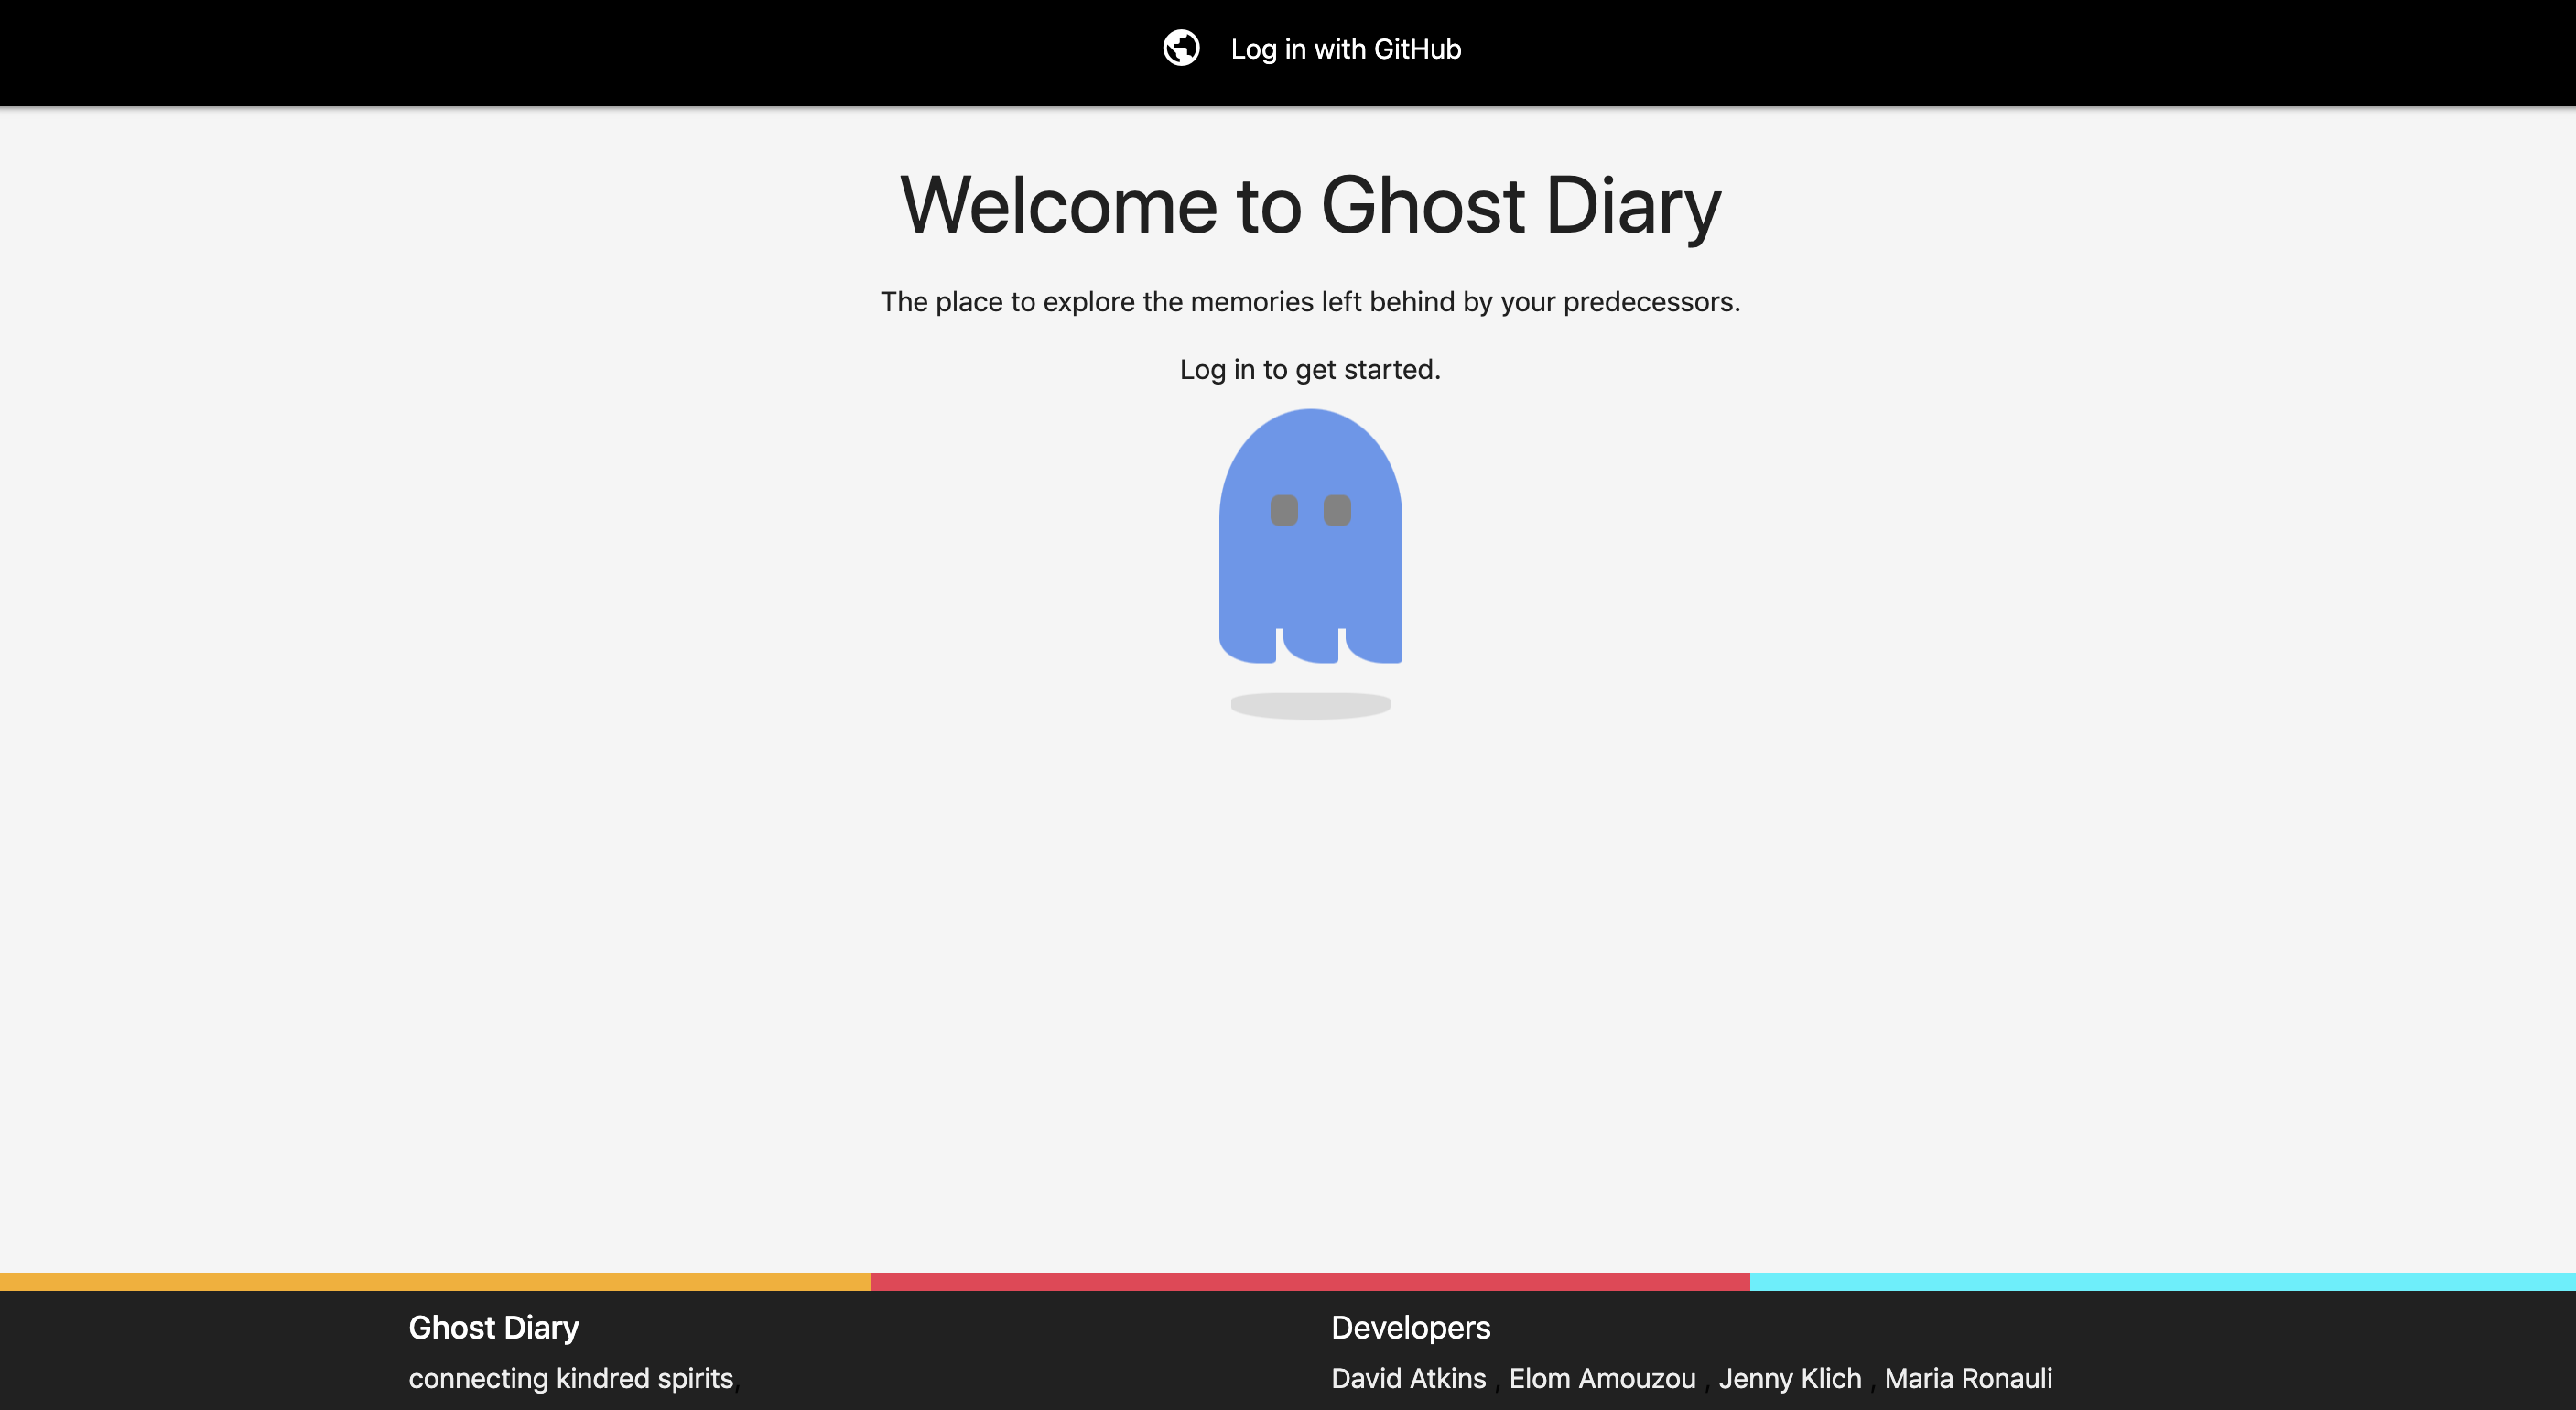 Log in with GitHub
Welcome to Ghost Diary
The place to explore the memories left behind by your predecessors.
Log in to get started.
Ghost Diary
connecting kindred spirits,
Developers
David Atkins , Elom Amouzou , Jenny Klich , Maria Ronauli